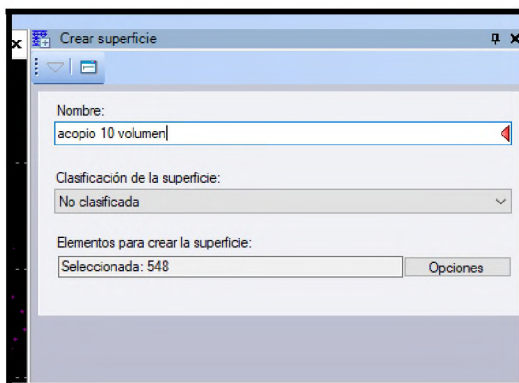 Crear superficie
Nombre:
acopio 10 volumen
Clasificación de la superficie:
No clasificada
Elementos para crear la superficie:
Seleccionada: 548
Opciones